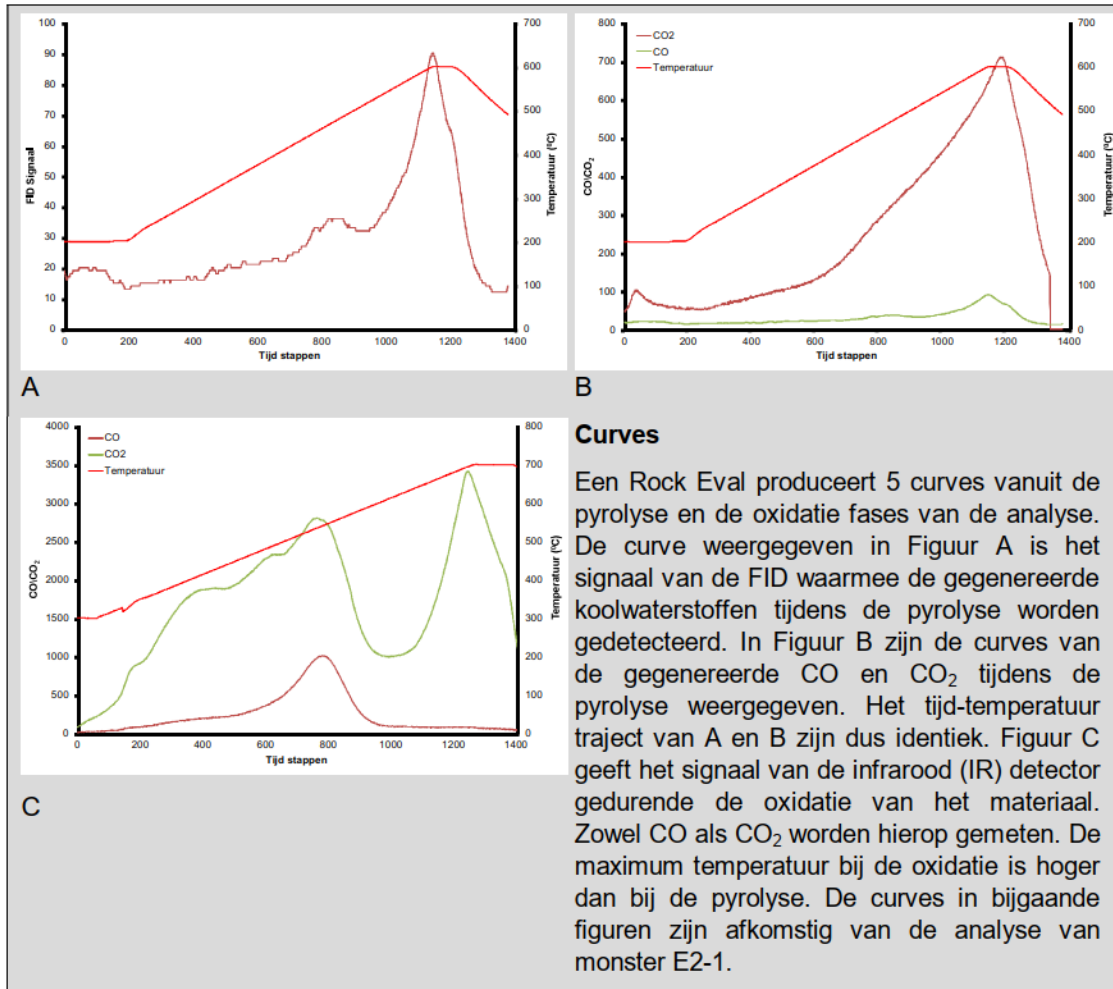 100
90
80
70
60
50
40
30
20
10
0
FID Signaal
700
600
500
400
300
200
100
0
Temperatuur (ºC)
0 200 400 600 800 1000 1200 1400
Tijd stappen
A
800
700
600
500
400
300
200
100
0
CO\CO2
CO2
CO
Temperatuur
700
600
500
400
300
200
100
0
Temperatuur (ºC)
0 200 400 600 800 1000 1200 1400
Tijd stappen
B
4000
3500
3000
2500
2000
1500
1000
500
0
CO\CO2
CO
CO2
Temperatuur
800
700
600
500
400
300
200
100
0
Temperatuur (ºC)
0 200 400 600 800 1000 1200 1400
Tijd stappen
C
Curves
Een Rock Eval produceert 5 curves vanuit de
pyrolyse en de oxidatie fases van de analyse.
De curve weergegeven in Figuur A is het
signaal van de FID waarmee de gegenereerde
koolwaterstoffen tijdens de pyrolyse worden
gedetecteerd. In Figuur B zijn de curves van
de gegenereerde CO en CO2 tijdens de
pyrolyse weergegeven. Het tijd-temperatuur
traject van A en B zijn dus identiek. Figuur C
geeft het signaal van de infrarood (IR) detector
gedurende de oxidatie van het materiaal.
Zowel CO als CO2 worden hierop gemeten. De
maximum temperatuur bij de oxidatie is hoger
dan bij de pyrolyse. De curves in bijgaande
figuren zijn afkomstig van de analyse van
monster E2-1.